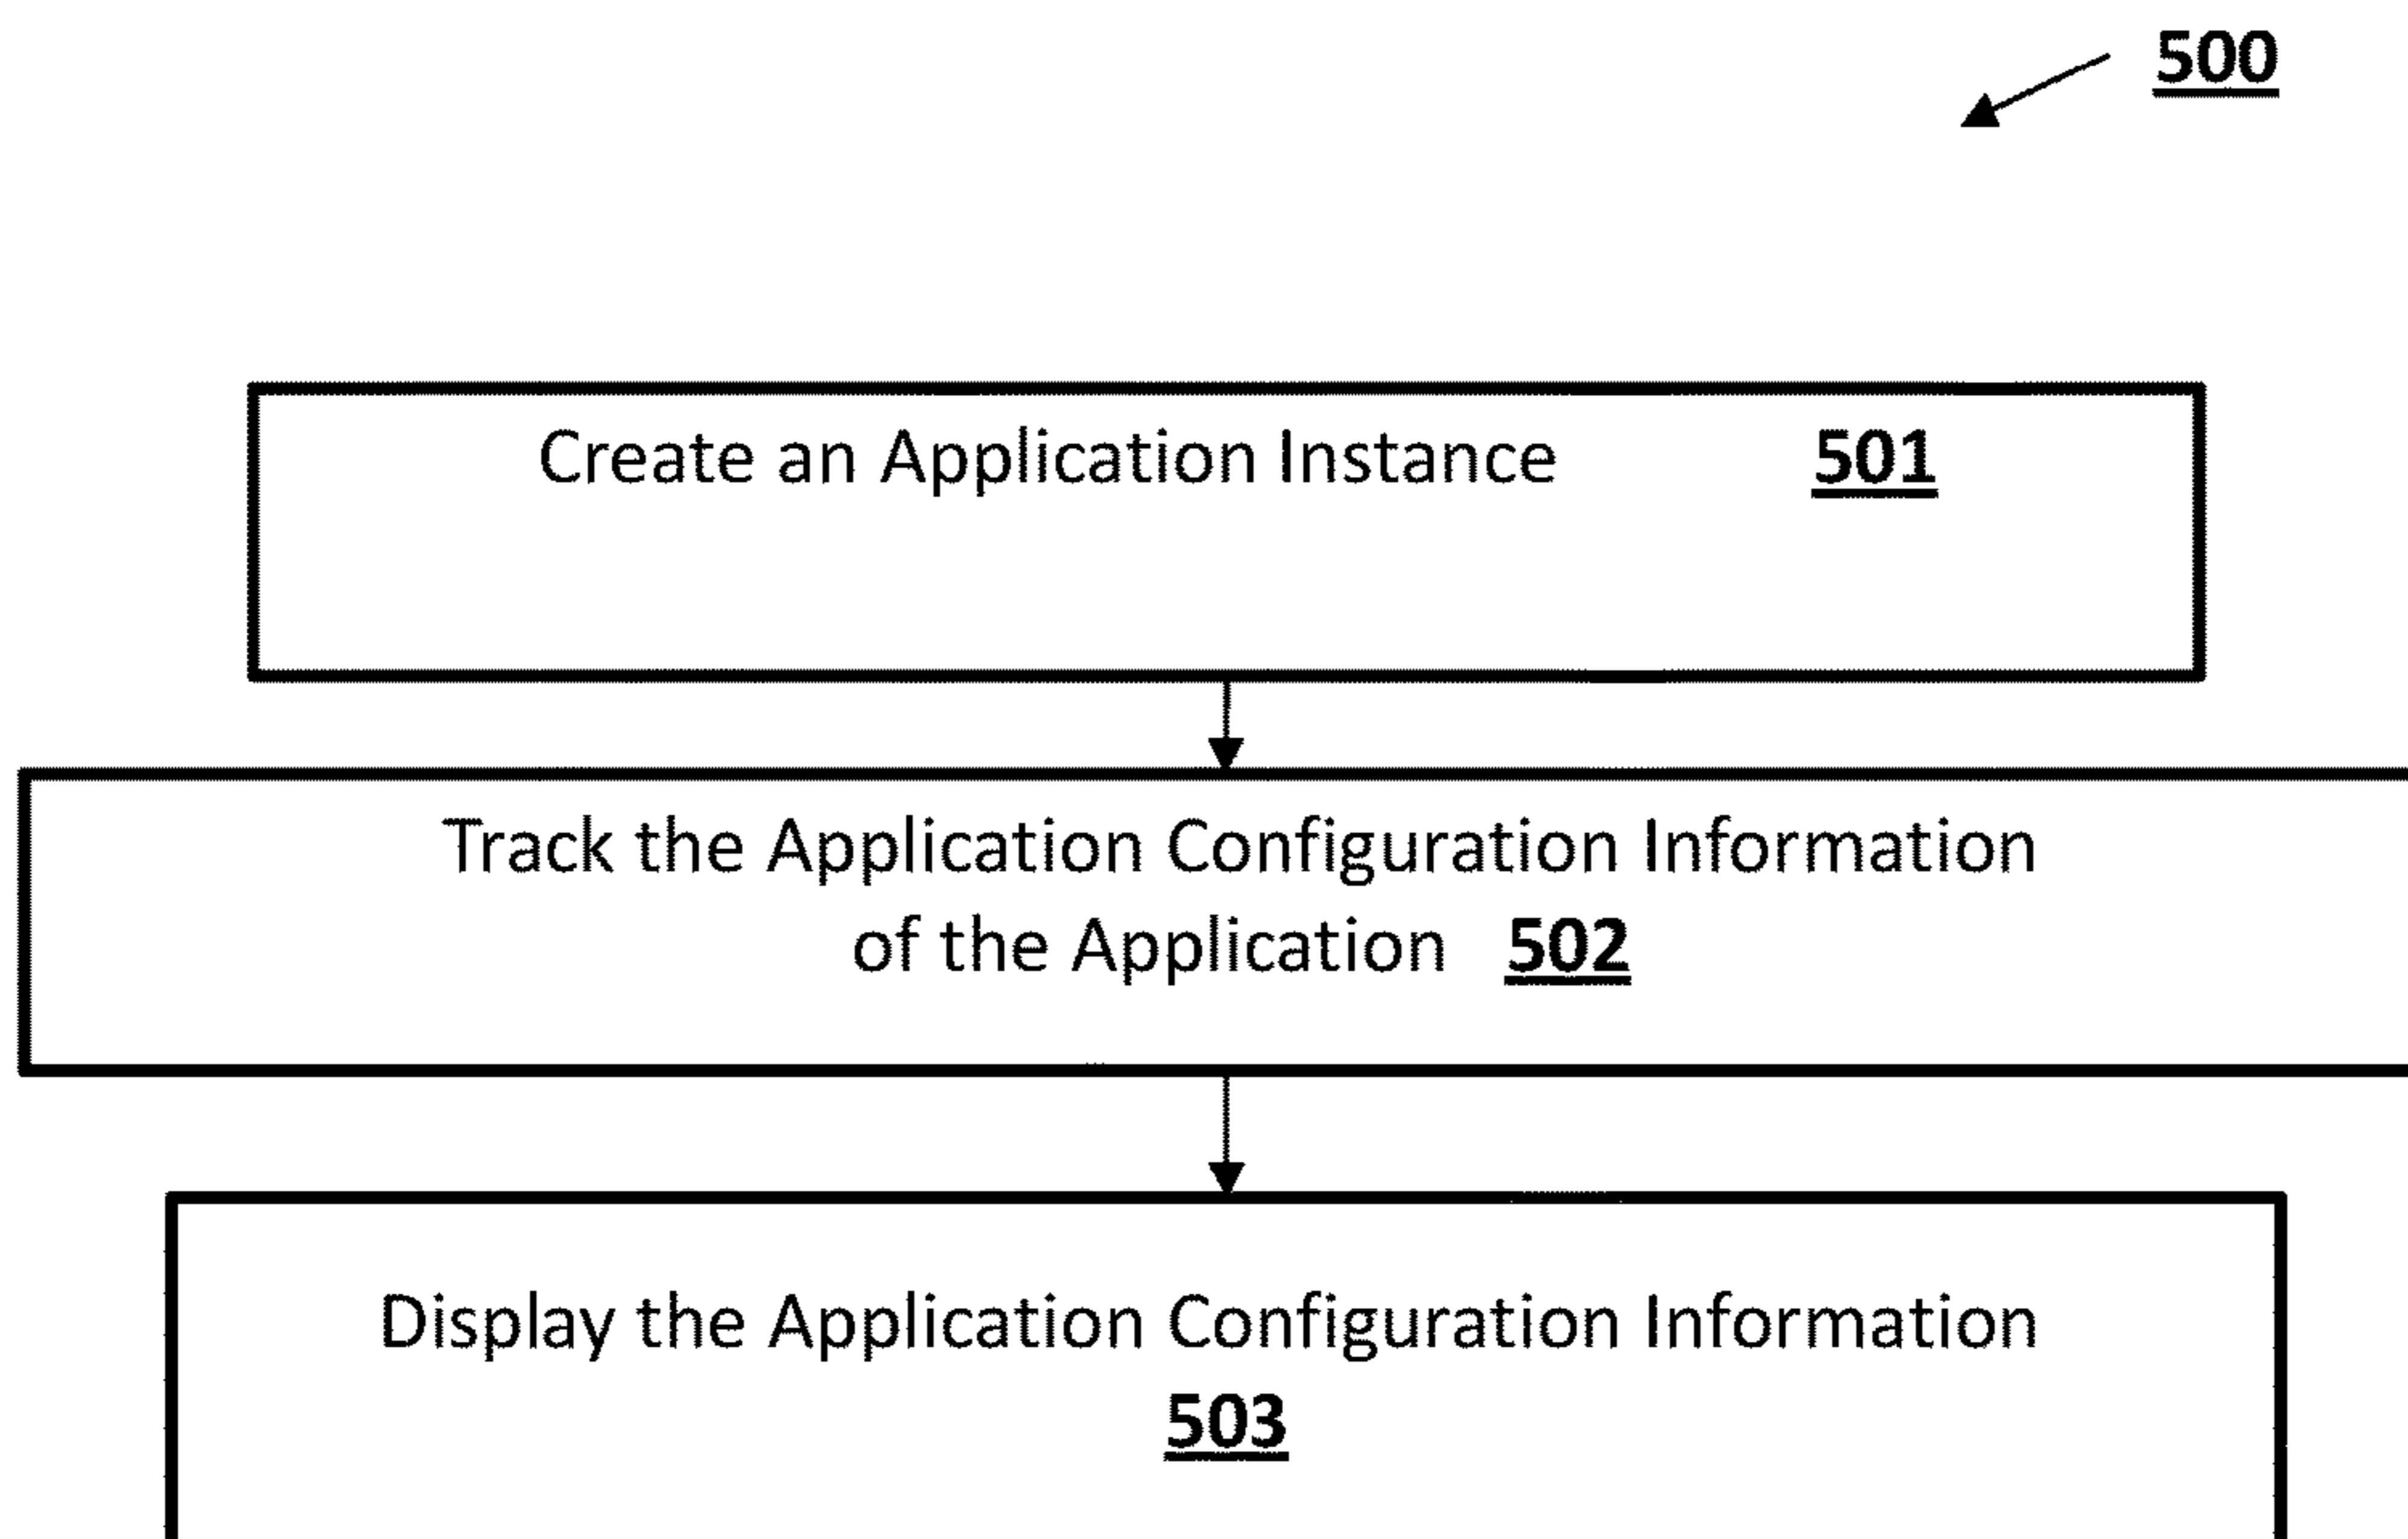 500
Create an Application Instance 501
Track the Application Configuration Information
of the Application 502
Display the Application Configuration Information
503